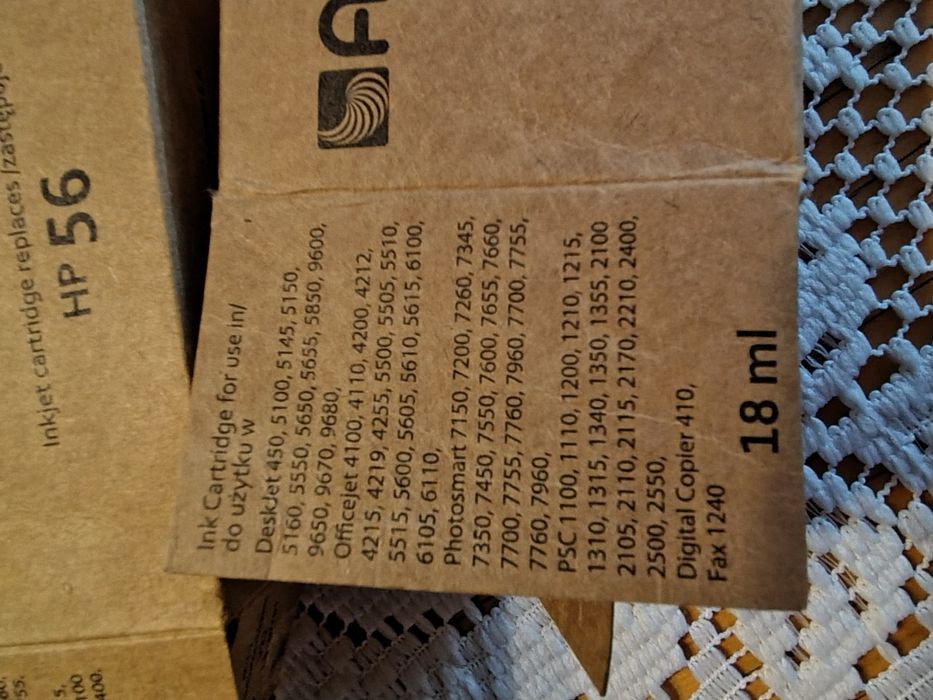 Inkjet cartridge replaces /zastępuje
HP 56
Ink Cartridge for use in/
do użytku w
DeskJet 450, 5100, 5145, 5150,
5160, 5550, 5650, 5655, 5850, 9600,
9650, 9670, 9680,
Officejet 4100, 4110, 4200, 4212,
4215, 4219, 4255, 5500, 5505, 5510,
5515, 5600, 5605, 5610, 5615, 6100,
6105, 6110,
Photosmart 7150, 7200, 7260, 7345,
7350, 7450, 7550, 7600, 7655, 7660,
7700, 7755, 7760, 7960, 7700, 7755,
7760, 7960,
PSC 1100, 1110, 1200, 1210, 1215,
1310, 1315, 1340, 1350, 1355, 2100
2105, 2110, 2115, 2170, 2210, 2400,
2500, 2550,
Digital Copier 410,
Fax 1240
18 ml